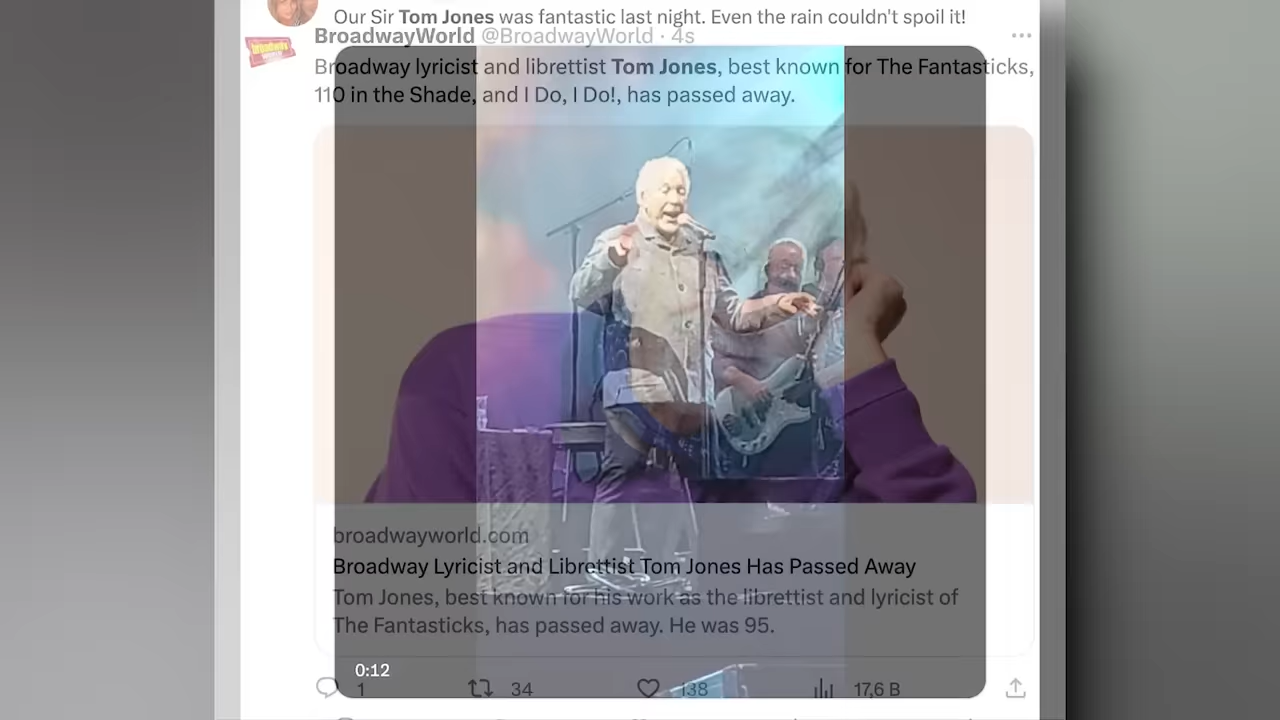 Our Sir Tom Jones was fantastic last night. Even the rain couldn't spoil it!
BroadwayWorld @BroadwayWorld · 4s
Broadway lyricist and librettist Tom Jones, best known for The Fantasticks,
110 in the Shade, and I Do, I Do!, has passed away.
broadwayworld.com
Broadway Lyricist and Librettist Tom Jones Has Passed Away
Tom Jones, best known for his work as the librettist and lyricist of
The Fantasticks, has passed away. He was 95.
0:12
1 34 138 17,6 B